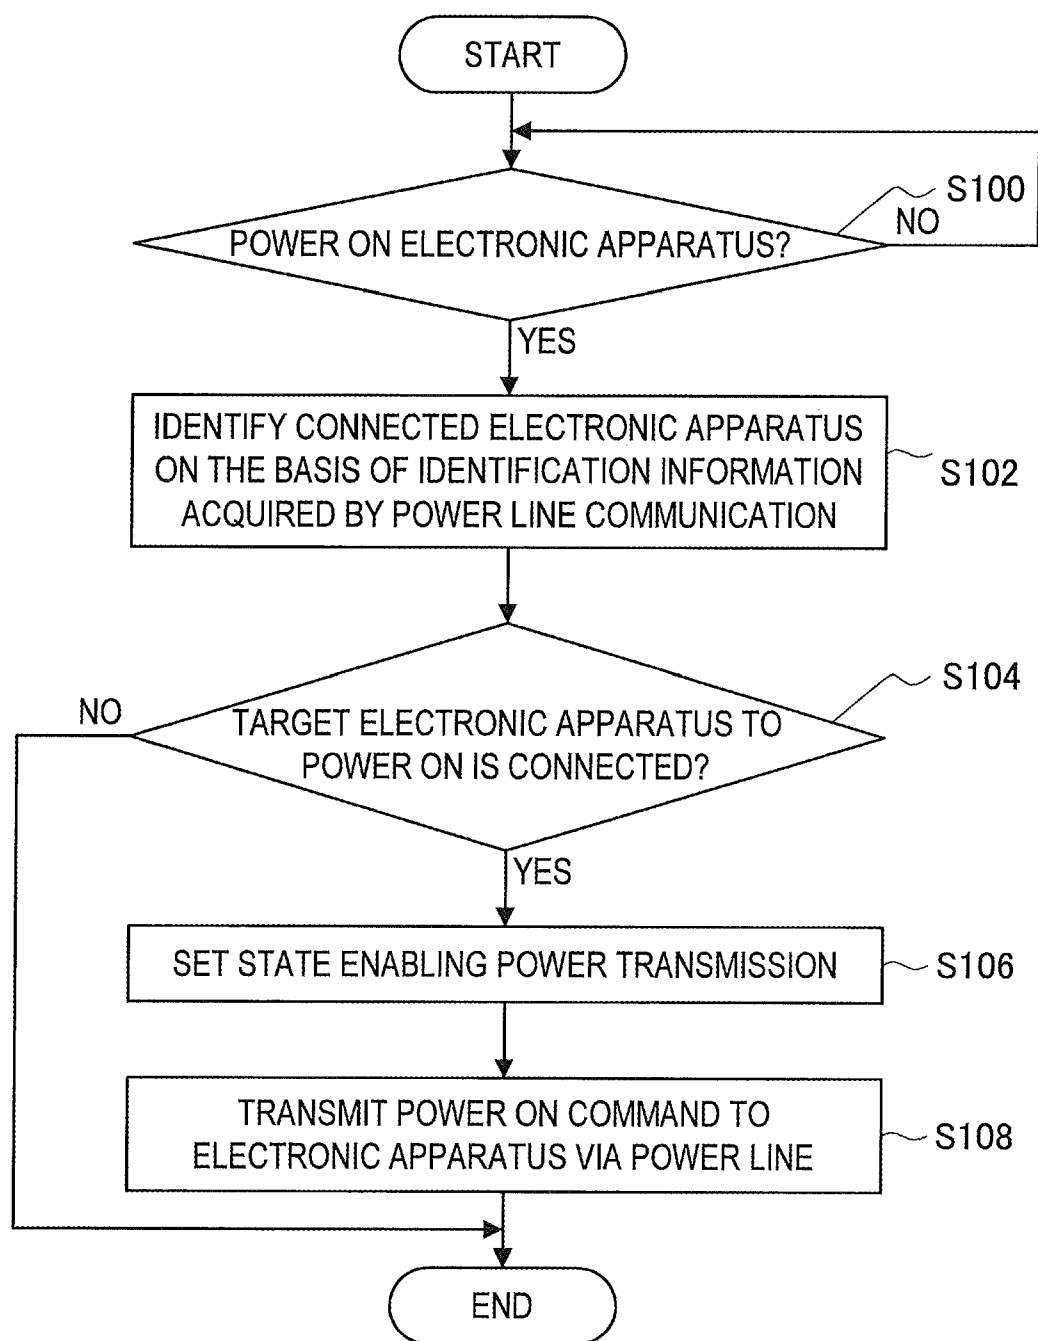 START
S100
POWER ON ELECTRONIC APPARATUS?
NO
YES
IDENTIFY CONNECTED ELECTRONIC APPARATUS
ON THE BASIS OF IDENTIFICATION INFORMATION
ACQUIRED BY POWER LINE COMMUNICATION
S102
S104
NO
TARGET ELECTRONIC APPARATUS TO
POWER ON IS CONNECTED?
YES
SET STATE ENABLING POWER TRANSMISSION
S106
TRANSMIT POWER ON COMMAND TO
ELECTRONIC APPARATUS VIA POWER LINE
S108
END